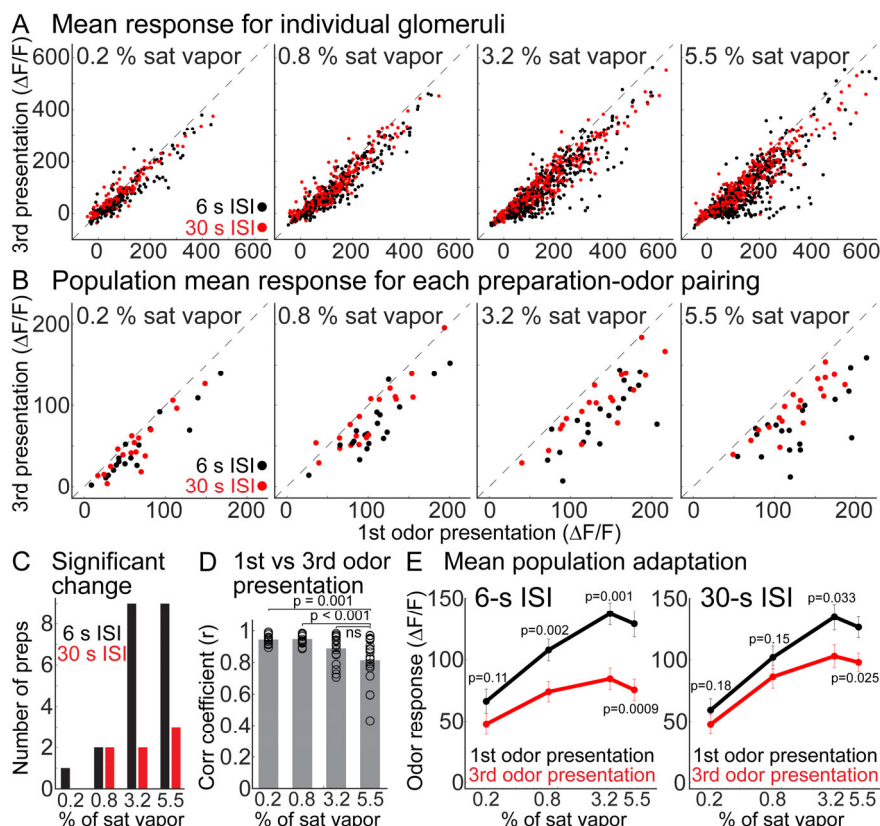 A Mean response for individual glomeruli
0.2 % sat vapor 0.8 % sat vapor 3.2 % sat vapor 5.5 % sat vapor
3rd presentation (ΔF/F)
600
400
200
0
6 s ISI
30 s ISI
0 200 400 600 0 200 400 600 0 200 400 600 0 200 400 600
B Population mean response for each preparation-odor pairing
0.2 % sat vapor 0.8 % sat vapor 3.2 % sat vapor 5.5 % sat vapor
3rd presentation (ΔF/F)
200
100
0
6 s ISI
30 s ISI
0 100 200 0 100 200 0 100 200 0 100 200
1st odor presentation (ΔF/F)
C Significant
change
Number of preps
8
6
4
2
0
6 s ISI
30 s ISI
0.2 0.8 3.2 5.5
% of sat vapor
D 1st vs 3rd odor
presentation
p = 0.001
p < 0.001
ns
Corr coefficient (r)
1
0.8
0.6
0.4
0.2
0
0.2 0.8 3.2 5.5
% of sat vapor
E Mean population adaptation
6-s ISI
Odor response (ΔF/F)
150
100
50
0
p=0.11
p=0.002
p=0.001
p=0.0009
1st odor presentation
3rd odor presentation
0.2 0.8 3.2 5.5
% of sat vapor
30-s ISI
150
100
50
0
p=0.18
p=0.15
p=0.033
p=0.025
1st odor presentation
3rd odor presentation
0.2 0.8 3.2 5.5
% of sat vapor